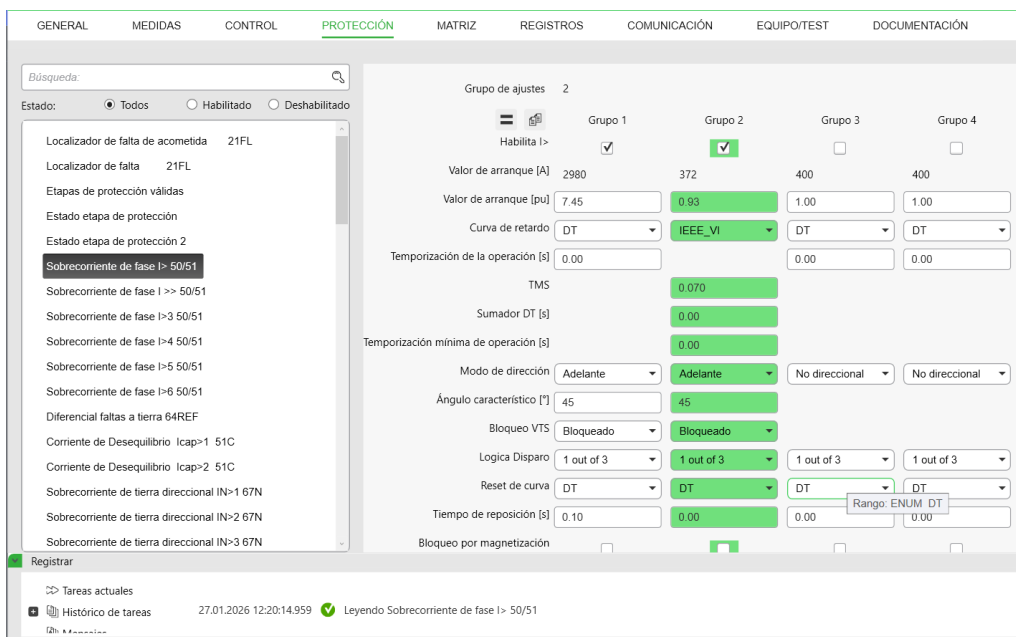 GENERAL MEDIDAS CONTROL PROTECCIÓN MATRIZ REGISTROS COMUNICACIÓN EQUIPO/TEST DOCUMENTACIÓN
Búsqueda:
Estado: Todos Habilitado Deshabilitado
Localizador de falta de acometida 21FL
Localizador de falta 21FL
Etapas de protección válidas
Estado etapa de protección
Estado etapa de protección 2
Sobrecorriente de fase I> 50/51
Sobrecorriente de fase I >> 50/51
Sobrecorriente de fase I>3 50/51
Sobrecorriente de fase I>4 50/51
Sobrecorriente de fase I>5 50/51
Sobrecorriente de fase I>6 50/51
Diferencial faltas a tierra 64REF
Corriente de Desequilibrio Icap>1 51C
Corriente de Desequilibrio Icap>2 51C
Sobrecorriente de tierra direccional IN>1 67N
Sobrecorriente de tierra direccional IN>2 67N
Sobrecorriente de tierra direccional IN>3 67N
Grupo de ajustes 2
Grupo 1 Grupo 2 Grupo 3 Grupo 4
Habilita I>
Valor de arranque [A] 2980 372 400 400
Valor de arranque [pu] 7.45 0.93 1.00 1.00
Curva de retardo DT IEEE_VI DT DT
Temporización de la operación [s] 0.00 0.00 0.00
TMS 0.070
Sumador DT [s] 0.00
Temporización mínima de operación [s] 0.00
Modo de dirección Adelante Adelante No direccional No direccional
Ángulo característico [°] 45 45
Bloqueo VTS Bloqueado Bloqueado
Logica Disparo 1 out of 3 1 out of 3 1 out of 3 1 out of 3
Reset de curva DT DT DT DT
Rango: ENUM DT
Tiempo de reposición [s] 0.10 0.00 0.00 0.00
Bloqueo por magnetización
Registrar
Tareas actuales
Histórico de tareas 27.01.2026 12:20:14.959 Leyendo Sobrecorriente de fase I> 50/51
Mensajes